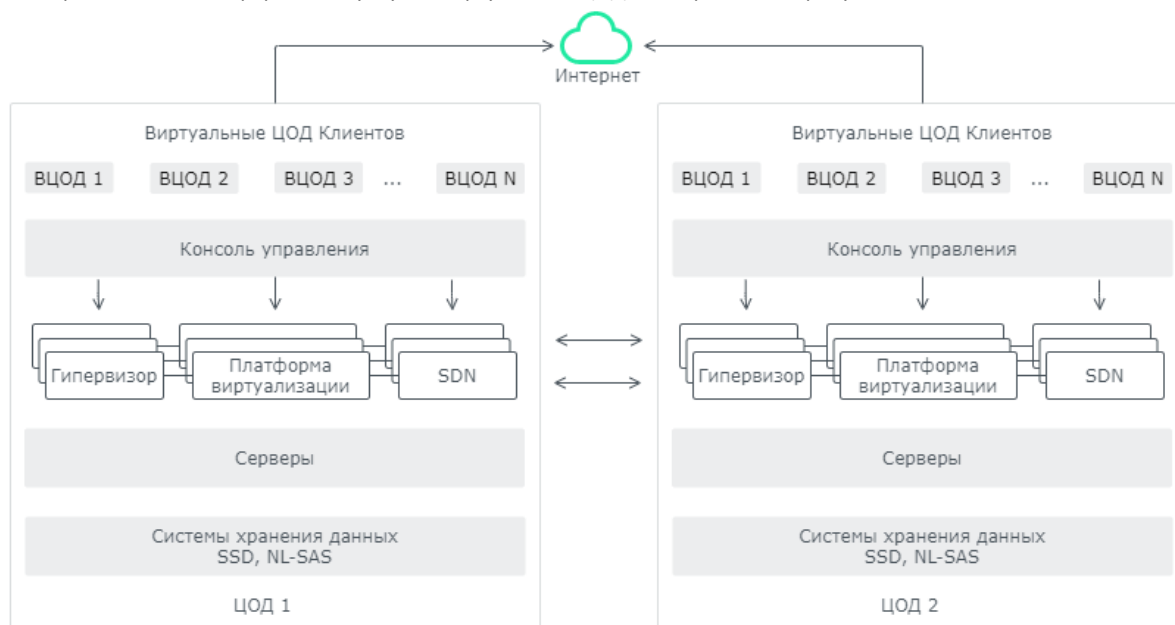 Интернет
Виртуальные ЦОД Клиентов
ВЦОД 1 ВЦОД 2 ВЦОД 3 ... ВЦОД N
Консоль управления
Гипервизор
Платформа
виртуализации
SDN
Серверы
Системы хранения данных
SSD, NL-SAS
ЦОД 1
Виртуальные ЦОД Клиентов
ВЦОД 1 ВЦОД 2 ВЦОД 3 ... ВЦОД N
Консоль управления
Гипервизор
Платформа
виртуализации
SDN
Серверы
Системы хранения данных
SSD, NL-SAS
ЦОД 2